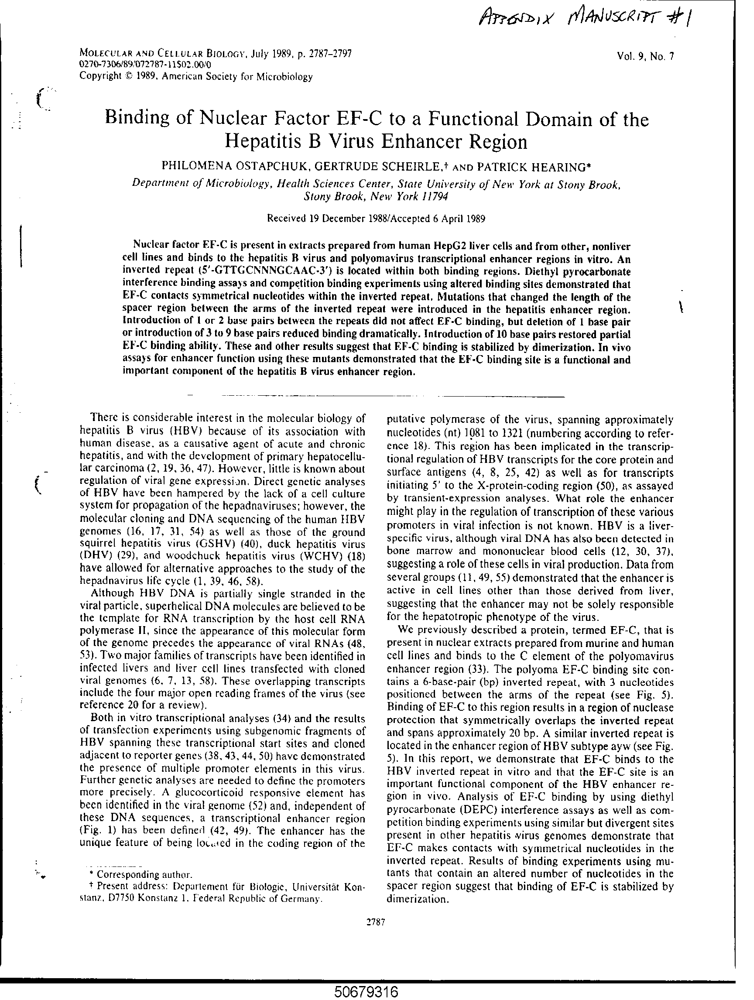 APPENDIX MANUSCRIPT #1
MOLECULAR AND CELLULAR BIOLOGY, July 1989, p. 2787-2797
0270-7306/89/072787-11$02.00/0
Copyright © 1989, American Society for Microbiology
Vol. 9, No. 7
Binding of Nuclear Factor EF-C to a Functional Domain of the
Hepatitis B Virus Enhancer Region
PHILOMENA OSTAPCHUK, GERTRUDE SCHEIRLE,† AND PATRICK HEARING*
Department of Microbiology, Health Sciences Center, State University of New York at Stony Brook,
Stony Brook, New York 11794
Received 19 December 1988/Accepted 6 April 1989
Nuclear factor EF-C is present in extracts prepared from human HepG2 liver cells and from other, nonliver
cell lines and binds to the hepatitis B virus and polyomavirus transcriptional enhancer regions in vitro. An
inverted repeat (5'-GTTGCNNNGCAAC-3') is located within both binding regions. Diethyl pyrocarbonate
interference binding assays and competition binding experiments using altered binding sites demonstrated that
EF-C contacts symmetrical nucleotides within the inverted repeat. Mutations that changed the length of the
spacer region between the arms of the inverted repeat were introduced in the hepatitis enhancer region.
Introduction of 1 or 2 base pairs between the repeats did not affect EF-C binding, but deletion of 1 base pair
or introduction of 3 to 9 base pairs reduced binding dramatically. Introduction of 10 base pairs restored partial
EF-C binding ability. These and other results suggest that EF-C binding is stabilized by dimerization. In vivo
assays for enhancer function using these mutants demonstrated that the EF-C binding site is a functional and
important component of the hepatitis B virus enhancer region.
There is considerable interest in the molecular biology of
hepatitis B virus (HBV) because of its association with
human disease, as a causative agent of acute and chronic
hepatitis, and with the development of primary hepatocellu-
lar carcinoma (2, 19, 36, 47). However, little is known about
regulation of viral gene expression. Direct genetic analyses
of HBV have been hampered by the lack of a cell culture
system for propagation of the hepadnaviruses; however, the
molecular cloning and DNA sequencing of the human HBV
genomes (16, 17, 31, 54) as well as those of the ground
squirrel hepatitis virus (GSHV) (40), duck hepatitis virus
(DHV) (29), and woodchuck hepatitis virus (WCHV) (18)
have allowed for alternative approaches to the study of the
hepadnavirus life cycle (1, 39, 46, 58).
Although HBV DNA is partially single stranded in the
viral particle, superhelical DNA molecules are believed to be
the template for RNA transcription by the host cell RNA
polymerase II, since the appearance of this molecular form
of the genome precedes the appearance of viral RNAs (48,
53). Two major families of transcripts have been identified in
infected livers and liver cell lines transfected with cloned
viral genomes (6, 7, 13, 58). These overlapping transcripts
include the four major open reading frames of the virus (see
reference 20 for a review).
Both in vitro transcriptional analyses (34) and the results
of transfection experiments using subgenomic fragments of
HBV spanning these transcriptional start sites and cloned
adjacent to reporter genes (38, 43, 44, 50) have demonstrated
the presence of multiple promoter elements in this virus.
Further genetic analyses are needed to define the promoters
more precisely. A glucocorticoid responsive element has
been identified in the viral genome (52) and, independent of
these DNA sequences, a transcriptional enhancer region
(Fig. 1) has been defined (42, 49). The enhancer has the
unique feature of being located in the coding region of the
* Corresponding author.
† Present address: Departement für Biologie, Universität Kon-
stanz, D7750 Konstanz 1, Federal Republic of Germany.
putative polymerase of the virus, spanning approximately
nucleotides (nt) 1081 to 1321 (numbering according to refer-
ence 18). This region has been implicated in the transcrip-
tional regulation of HBV transcripts for the core protein and
surface antigens (4, 8, 25, 42) as well as for transcripts
initiating 5' to the X-protein-coding region (50), as assayed
by transient-expression analyses. What role the enhancer
might play in the regulation of transcription of these various
promoters in viral infection is not known. HBV is a liver-
specific virus, although viral DNA has also been detected in
bone marrow and mononuclear blood cells (12, 30, 37),
suggesting a role of these cells in viral production. Data from
several groups (11, 49, 55) demonstrated that the enhancer is
active in cell lines other than those derived from liver,
suggesting that the enhancer may not be solely responsible
for the hepatotropic phenotype of the virus.
We previously described a protein, termed EF-C, that is
present in nuclear extracts prepared from murine and human
cell lines and binds to the C element of the polyomavirus
enhancer region (33). The polyoma EF-C binding site con-
tains a 6-base-pair (bp) inverted repeat, with 3 nucleotides
positioned between the arms of the repeat (see Fig. 5).
Binding of EF-C to this region results in a region of nuclease
protection that symmetrically overlaps the inverted repeat
and spans approximately 20 bp. A similar inverted repeat is
located in the enhancer region of HBV subtype ayw (see Fig.
5). In this report, we demonstrate that EF-C binds to the
HBV inverted repeat in vitro and that the EF-C site is an
important functional component of the HBV enhancer re-
gion in vivo. Analysis of EF-C binding by using diethyl
pyrocarbonate (DEPC) interference assays as well as com-
petition binding experiments using similar but divergent sites
present in other hepatitis virus genomes demonstrate that
EF-C makes contacts with symmetrical nucleotides in the
inverted repeat. Results of binding experiments using mu-
tants that contain an altered number of nucleotides in the
spacer region suggest that binding of EF-C is stabilized by
dimerization.
2787
50679316